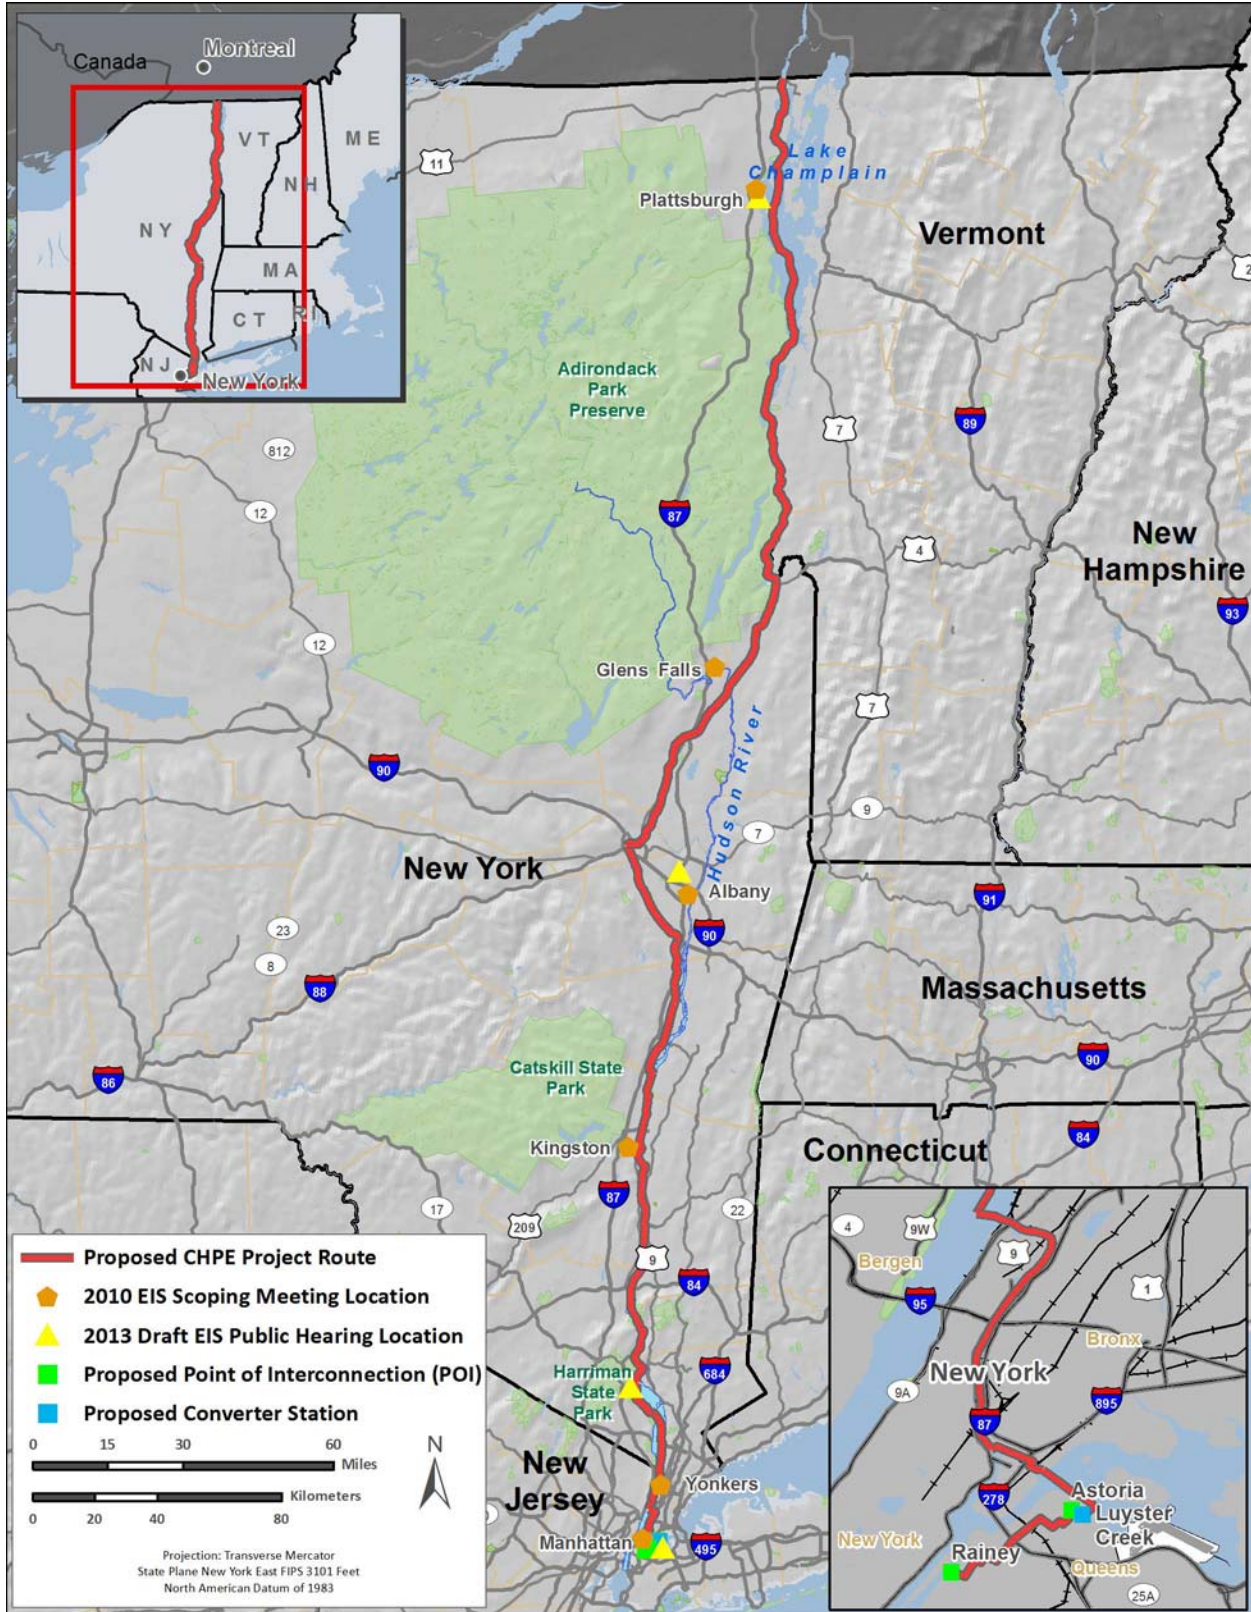 Montreal
Canada
VT
ME
NH
NY
MA
CT
RI
NJ
New York
11
Lake
Champlain
Plattsburgh
Vermont
2
Adirondack
Park
Preserve
7
89
812
12
87
New
Hampshire
4
93
12
Glens Falls
7
Hudson River
90
9
7
New York
Albany
91
90
23
8
88
Massachusetts
90
86
Catskill State
Park
84
Kingston
Connecticut
87
17
209
22
9
84
684
Harriman
State
Park
New
Jersey
Yonkers
Manhattan
495
Proposed CHPE Project Route
2010 EIS Scoping Meeting Location
2013 Draft EIS Public Hearing Location
Proposed Point of Interconnection (POI)
Proposed Converter Station
0 15 30 60
Miles
Kilometers
0 20 40 80
N
Projection: Transverse Mercator
State Plane New York East FIPS 3101 Feet
North American Datum of 1983
4
9W
9
Bergen
95
1
Bronx
New York
9A
895
87
278
Astoria
Luyster
Creek
New York
Rainey
Queens
25A